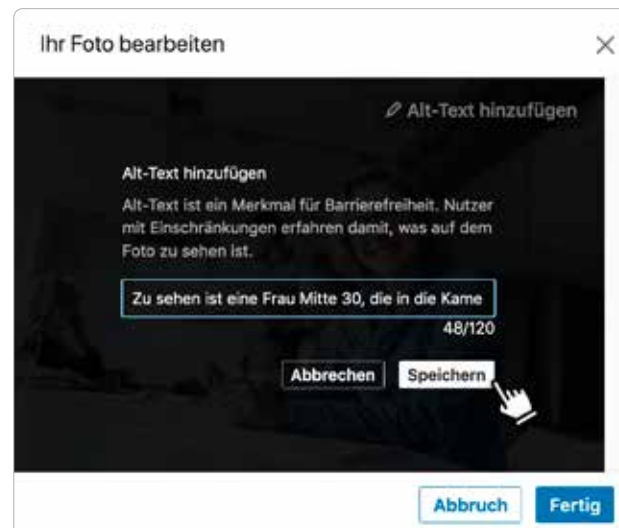 Ihr Foto bearbeiten
Alt-Text hinzufügen
Alt-Text hinzufügen
Alt-Text ist ein Merkmal für Barrierefreiheit. Nutzer
mit Einschränkungen erfahren damit, was auf dem
Foto zu sehen ist.
Zu sehen ist eine Frau Mitte 30, die in die Kame
48/120
Abbrechen Speichern
Abbruch Fertig